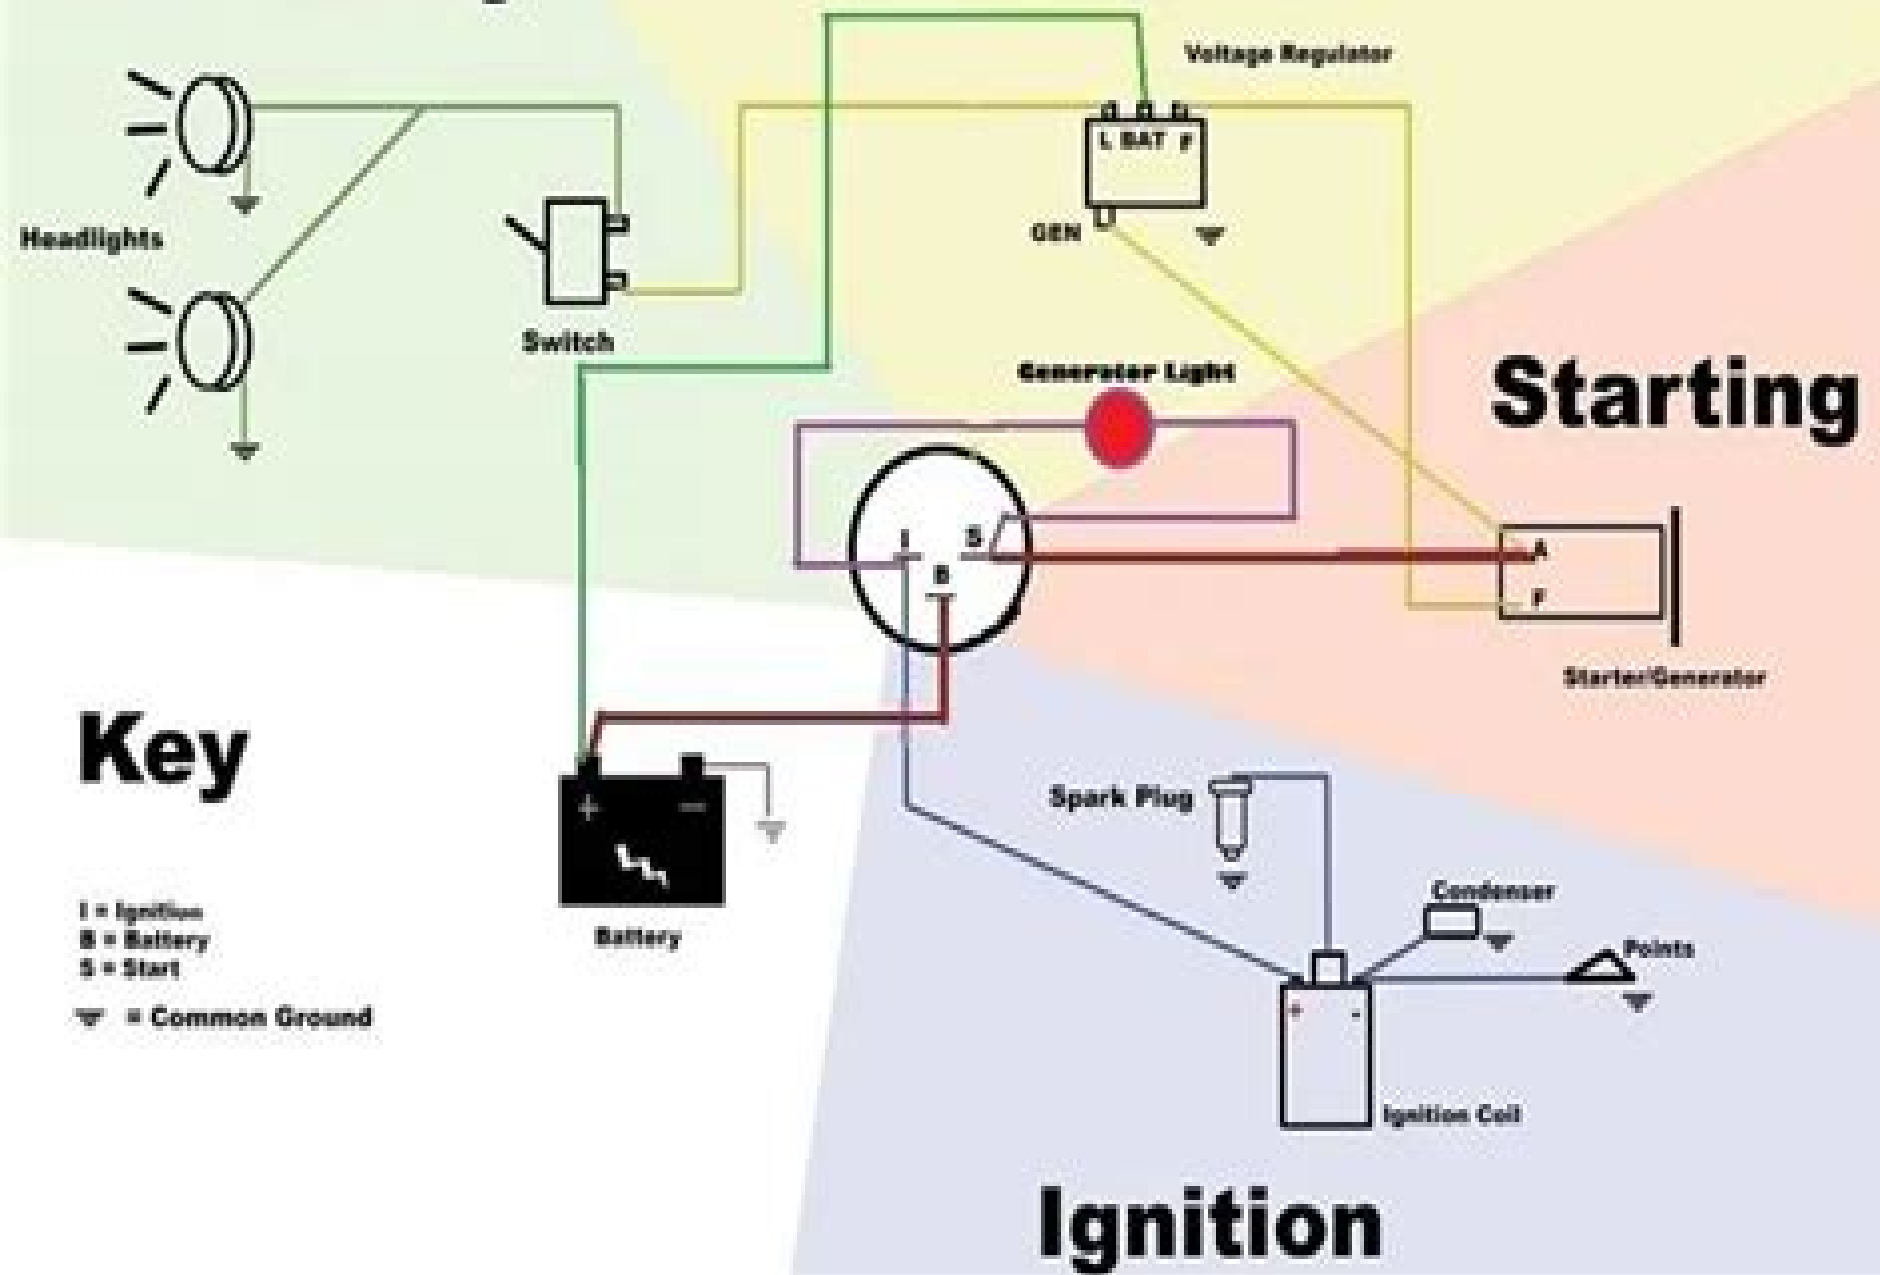 Voltage Regulator
L BAT F
GEN
Headlights
Switch
Generator Light
Starting
I
S
B
A
F
Starter/Generator
Key
+ −
Battery
I = Ignition
B = Battery
S = Start
= Common Ground
Spark Plug
Condenser
Points
+ -
Ignition Coil
Ignition